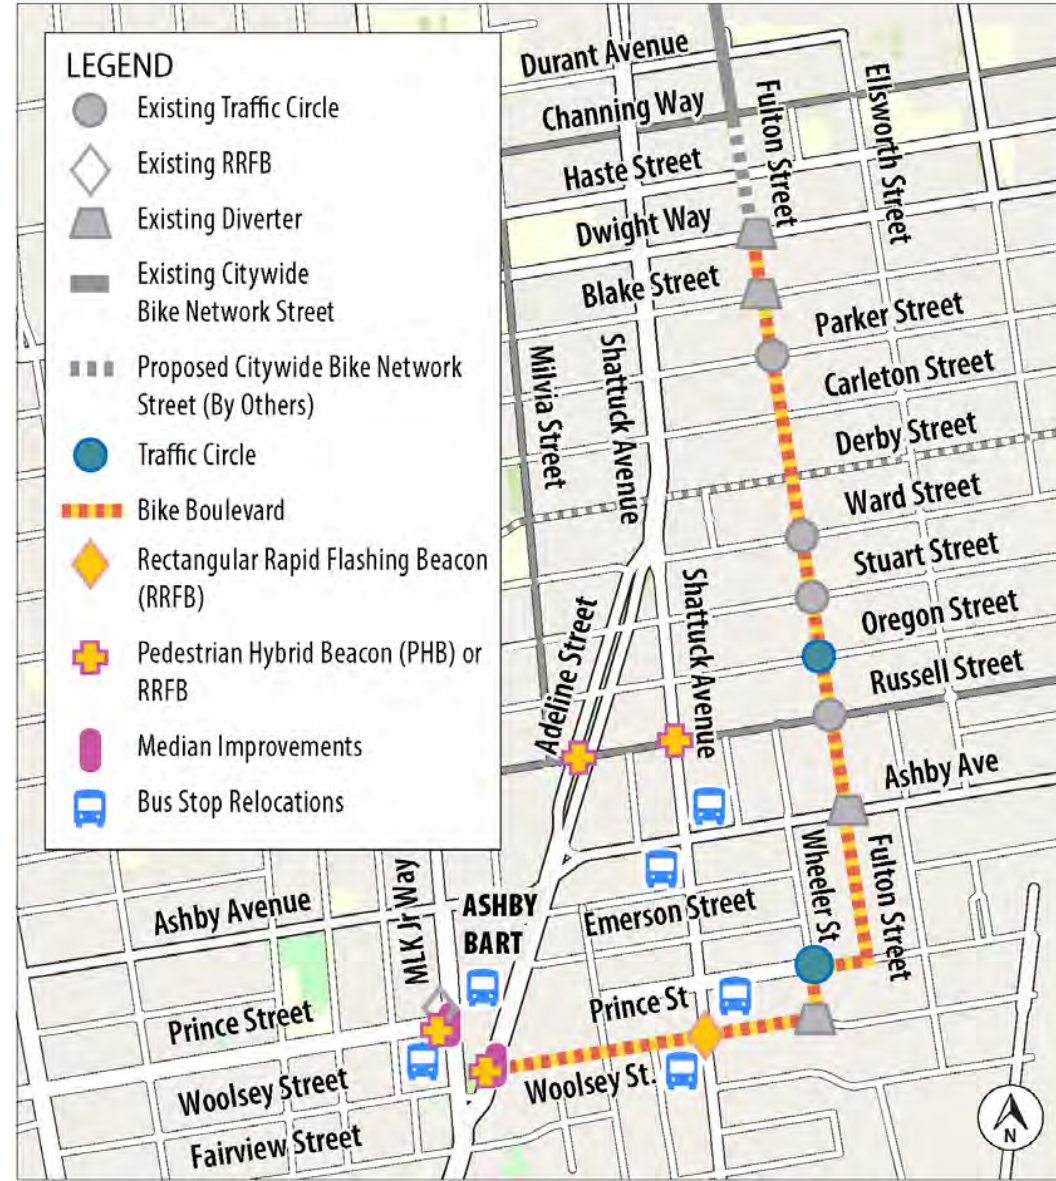 LEGEND
Existing Traffic Circle
Existing RRFB
Existing Diverter
Existing Citywide
Bike Network Street
Proposed Citywide Bike Network
Street (By Others)
Traffic Circle
Bike Boulevard
Rectangular Rapid Flashing Beacon
(RRFB)
Pedestrian Hybrid Beacon (PHB) or
RRFB
Median Improvements
Bus Stop Relocations
Durant Avenue
Channing Way
Haste Street
Dwight Way
Blake Street
Fulton Street
Ellsworth Street
Parker Street
Carleton Street
Derby Street
Ward Street
Stuart Street
Oregon Street
Russell Street
Ashby Ave
Milvia Street
Shattuck Avenue
Adeline Street
Shattuck Avenue
Wheeler St
Fulton Street
Ashby Avenue
MLK Jr Way
ASHBY
BART
Emerson Street
Prince Street
Prince St
Woolsey Street
Woolsey St.
Fairview Street
N